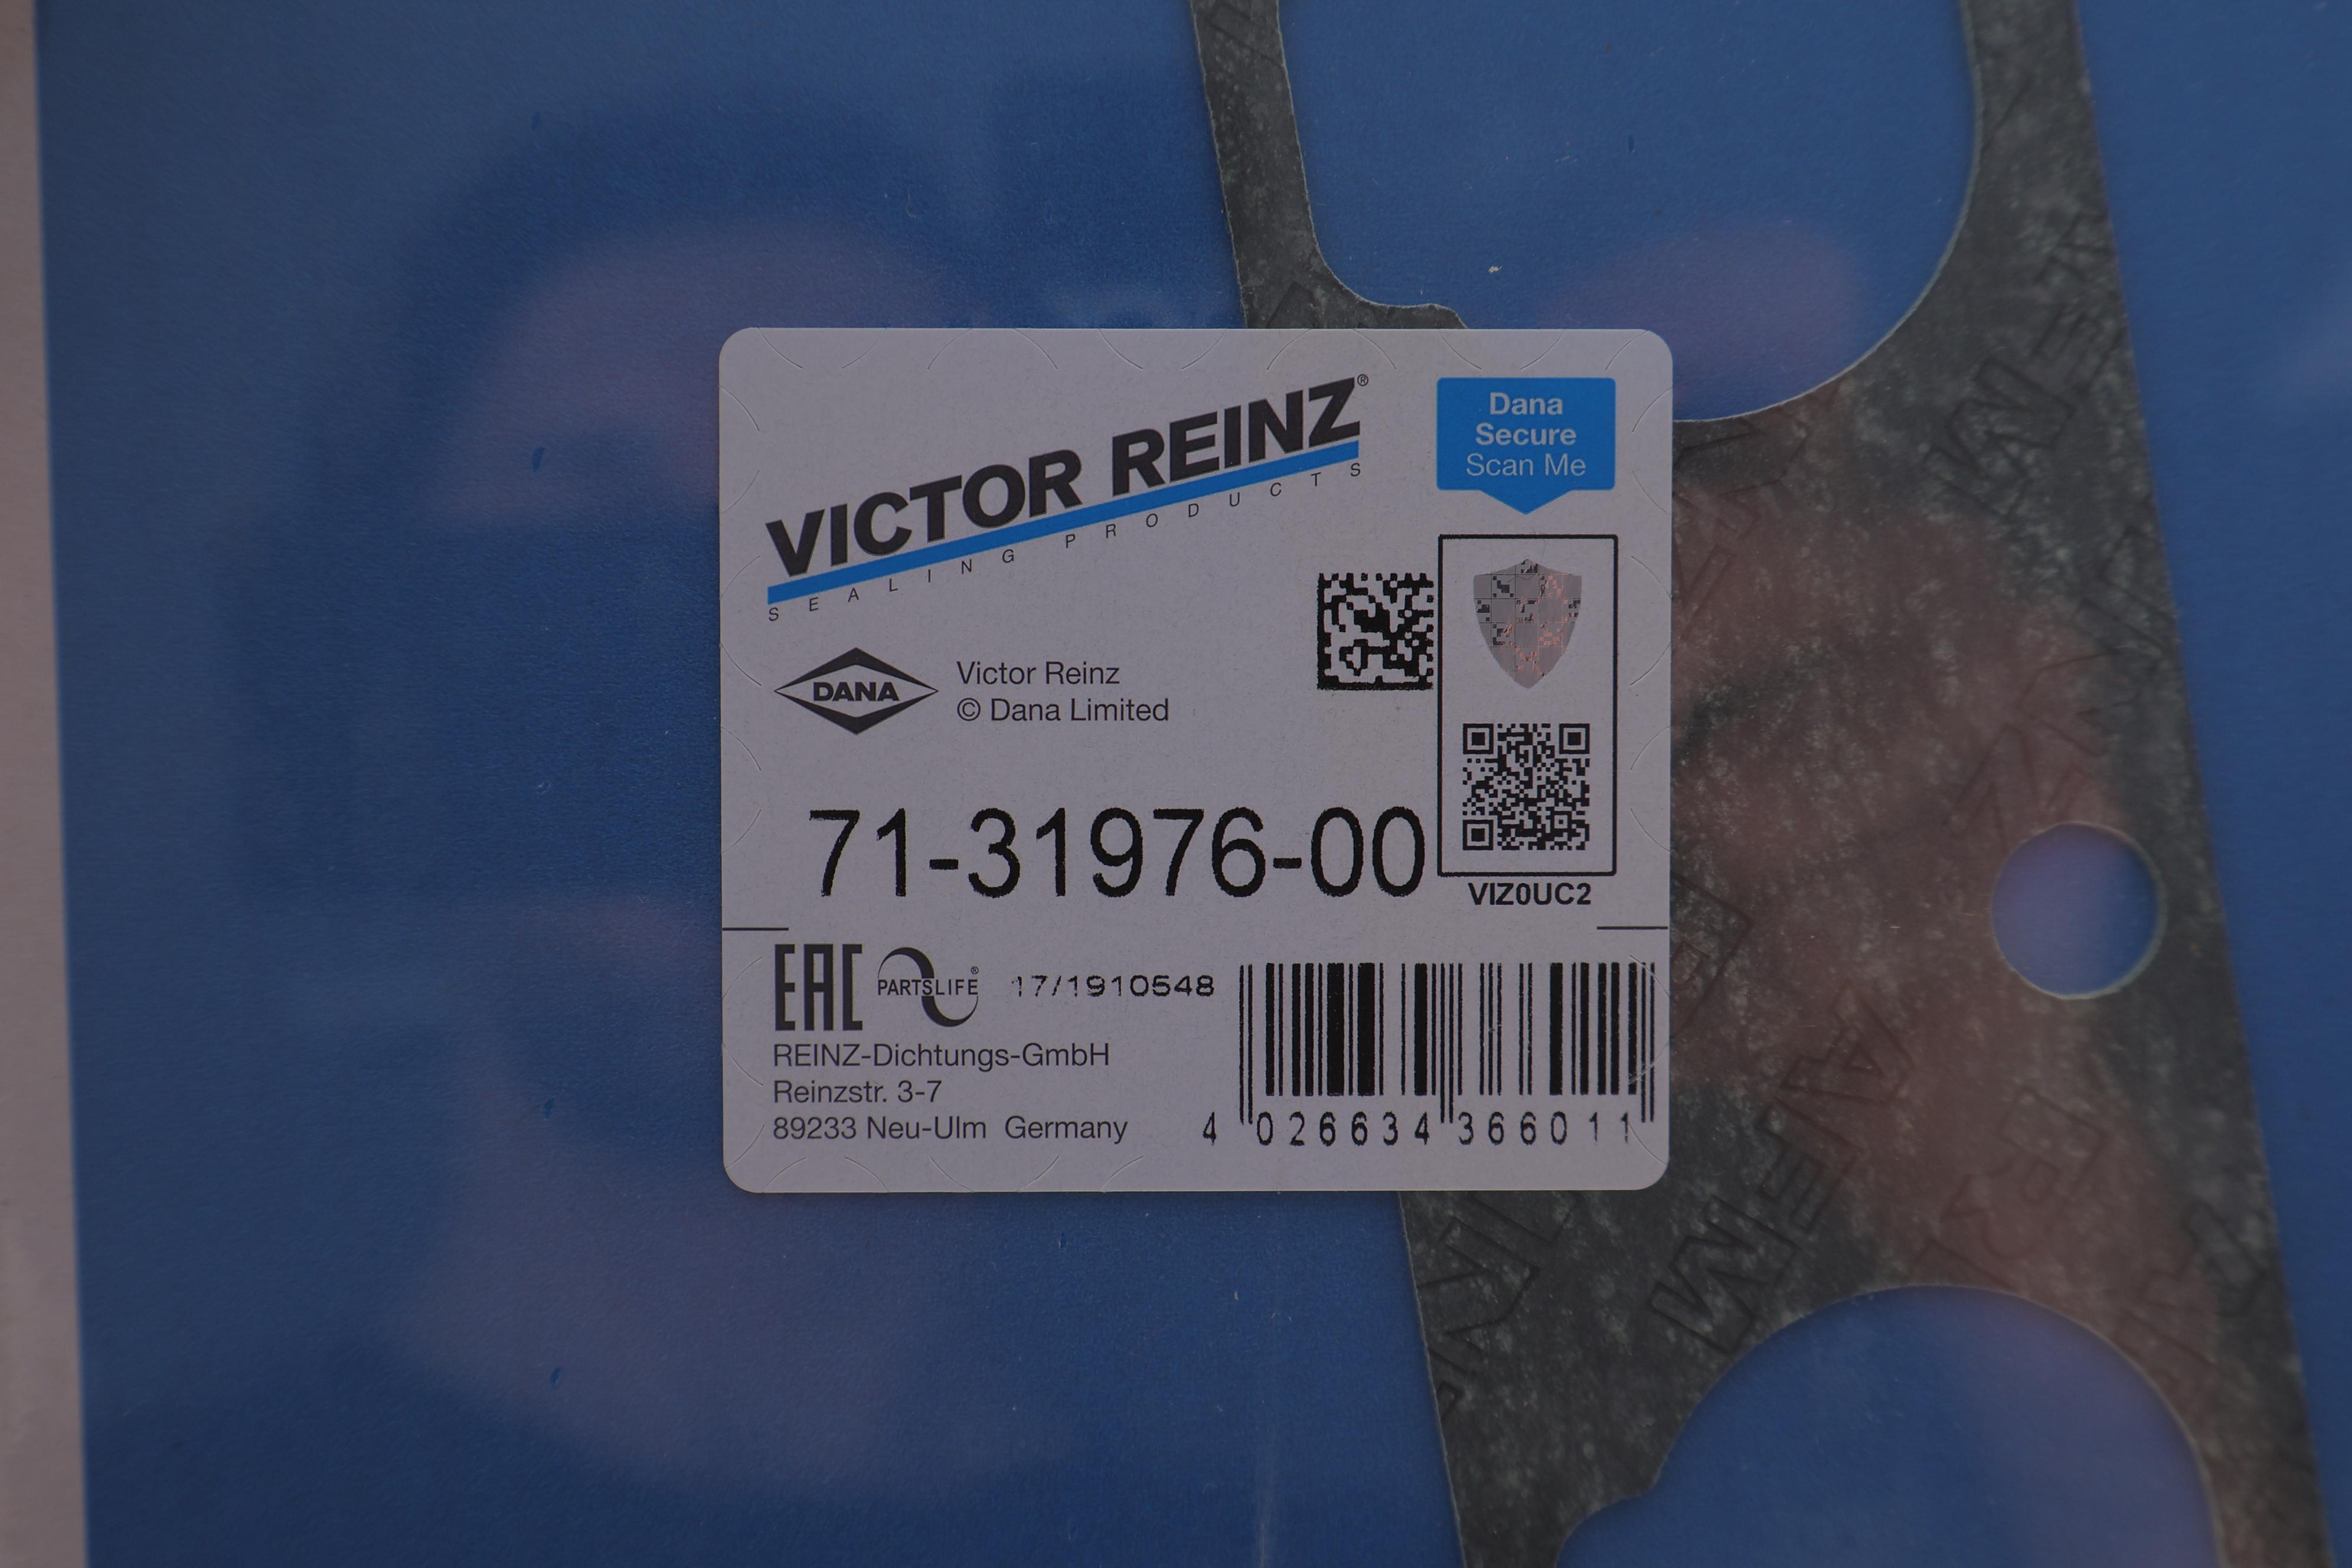 VICTOR REINZ®
SEALING PRODUCTS
Dana
Secure
Scan Me
DANA
Victor Reinz
© Dana Limited
71-31976-00
VIZ0UC2
EAC
PARTSLIFE®
17/1910548
REINZ-Dichtungs-GmbH
Reinzstr. 3-7
89233 Neu-Ulm Germany
4 026634 366011